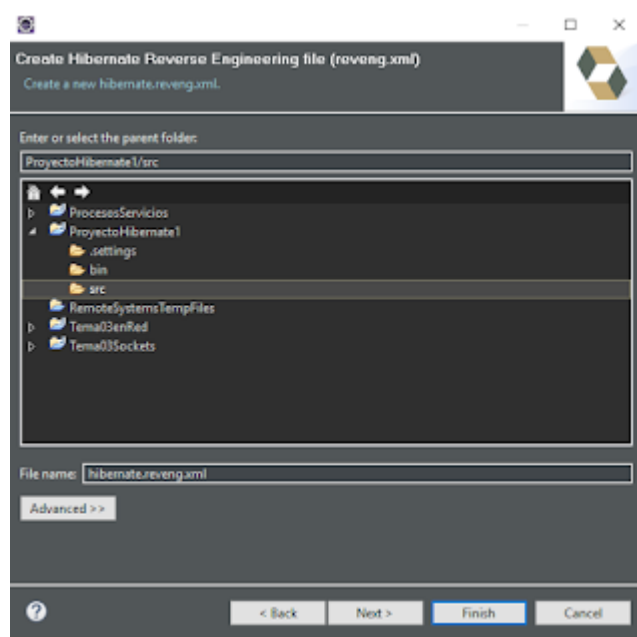 Create Hibernate Reverse Engineering file (reveng.xml)
Create a new hibernate.reveng.xml.
Enter or select the parent folder:
ProyectoHibernate1/src
ProcesosServicios
ProyectoHibernate1
.settings
bin
src
RemoteSystemsTempFiles
Tema03enRed
Tema03Sockets
File name: hibernate.reveng.xml
Advanced >>
? < Back Next > Finish Cancel